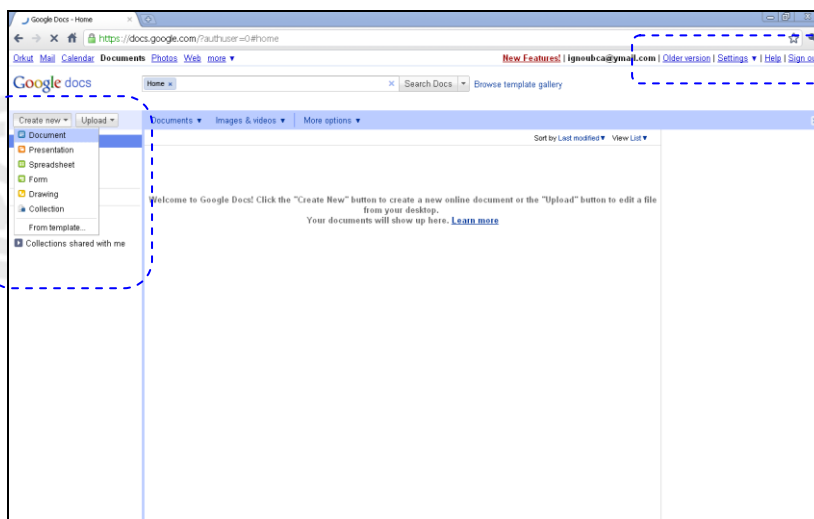 Google Docs - Home
https://docs.google.com/?authuser=0#home
Orkut Mail Calendar Documents Photos Web more ▼ New Features! | ignoubca@ymail.com | Older version | Settings ▼ | Help | Sign ou
Google docs Home × × Search Docs Browse template gallery
Create new ▼ Upload ▼ Documents ▼ Images & videos ▼ More options ▼
Document
Sort by Last modified ▼ View List ▼
Presentation
Spreadsheet
Form
Drawing
Collection
From template...
Collections shared with me
Welcome to Google Docs! Click the "Create New" button to create a new online document or the "Upload" button to edit a file
from your desktop.
Your documents will show up here. Learn more